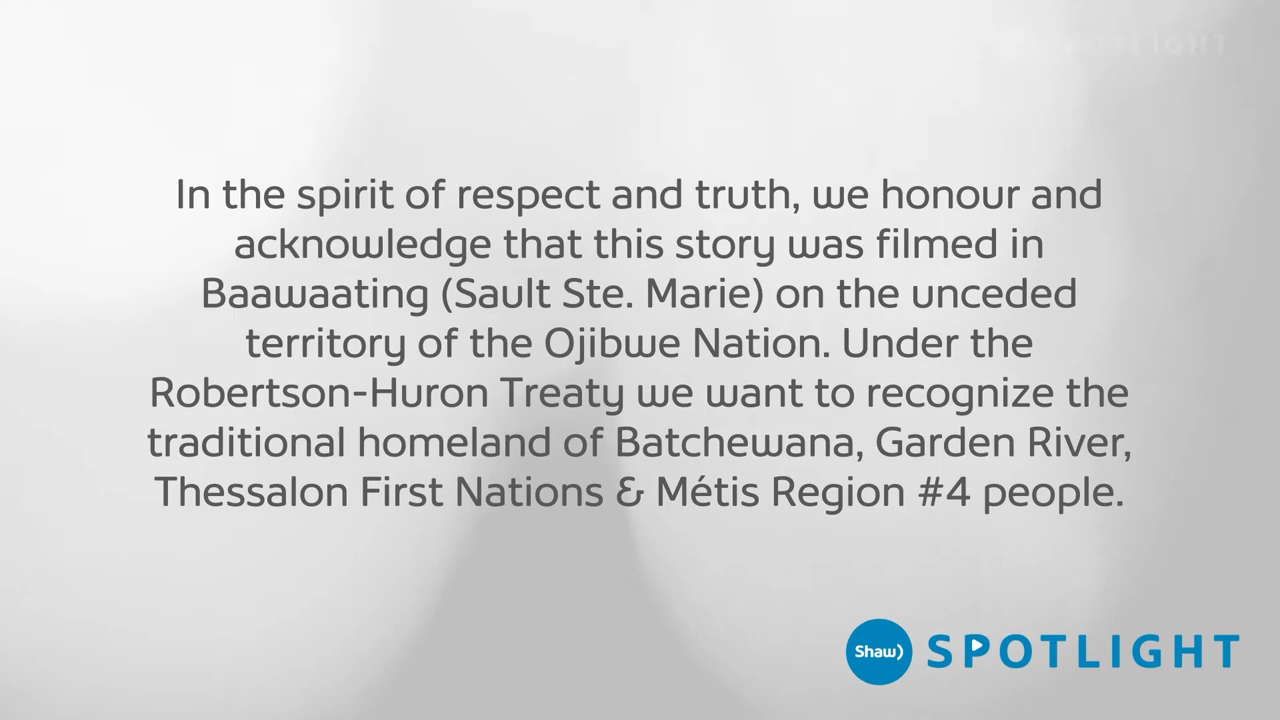 In the spirit of respect and truth, we honour and
acknowledge that this story was filmed in
Baawaating (Sault Ste. Marie) on the unceded
territory of the Ojibwe Nation. Under the
Robertson-Huron Treaty we want to recognize the
traditional homeland of Batchewana, Garden River,
Thessalon First Nations & Métis Region #4 people.
Shaw) SPOTLIGHT